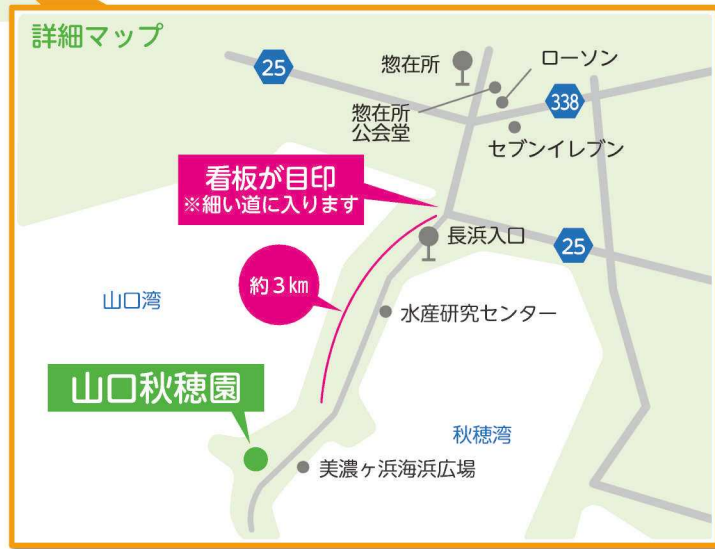 詳細マップ
25
惣在所
ローソン
惣在所
公会堂
338
セブンイレブン
看板が目印
※細い道に入ります
長浜入口
25
約3km
山口湾
水産研究センター
山口秋穂園
秋穂湾
美濃ヶ浜海浜広場